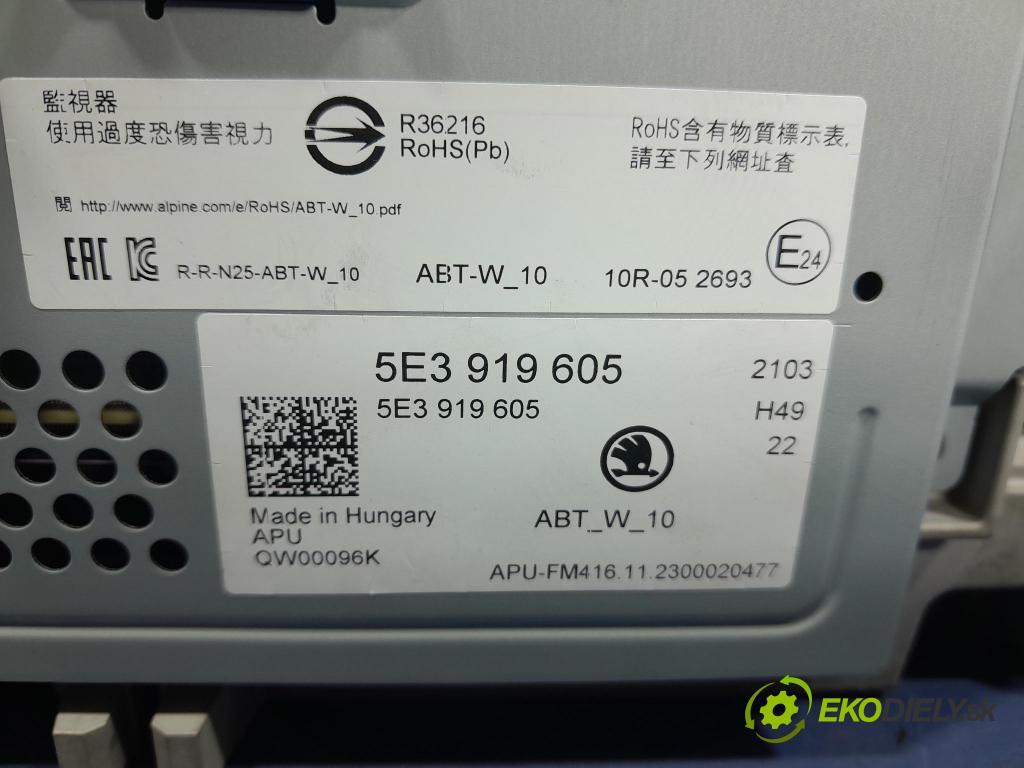 監視器
使用過度恐傷害視力
R36216
RoHS(Pb)
RoHS含有物質標示表,
請至下列網址查
閱 http://www.alpine.com/e/RoHS/ABT-W_10.pdf
EAC KC R-R-N25-ABT-W_10 ABT-W_10 10R-05 2693 E24
5E3 919 605 2103
5E3 919 605 H49
22
Made in Hungary
APU
QW00096K
ABT_W_10
APU-FM416.11.2300020477
EKODIELY.sk